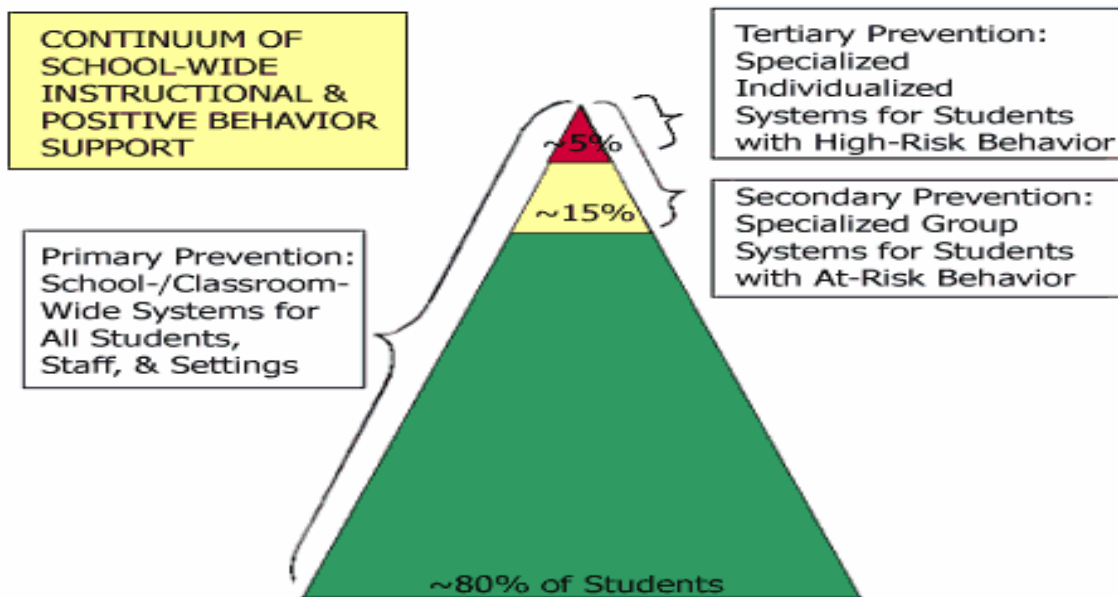 CONTINUUM OF
SCHOOL-WIDE
INSTRUCTIONAL &
POSITIVE BEHAVIOR
SUPPORT
Tertiary Prevention:
Specialized
Individualized
Systems for Students
with High-Risk Behavior
~5%
Secondary Prevention:
Specialized Group
Systems for Students
with At-Risk Behavior
~15%
Primary Prevention:
School-/Classroom-
Wide Systems for
All Students,
Staff, & Settings
~80% of Students